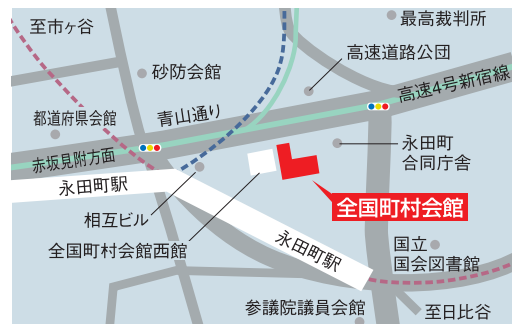 至市ヶ谷
最高裁判所
砂防会館
高速道路公団
高速4号新宿線
青山通り
都道府県会館
永田町
合同庁舎
赤坂見附方面
永田町駅
相互ビル
全国町村会館
全国町村会館西館
永田町駅
国立
国会図書館
参議院議員会館
至日比谷